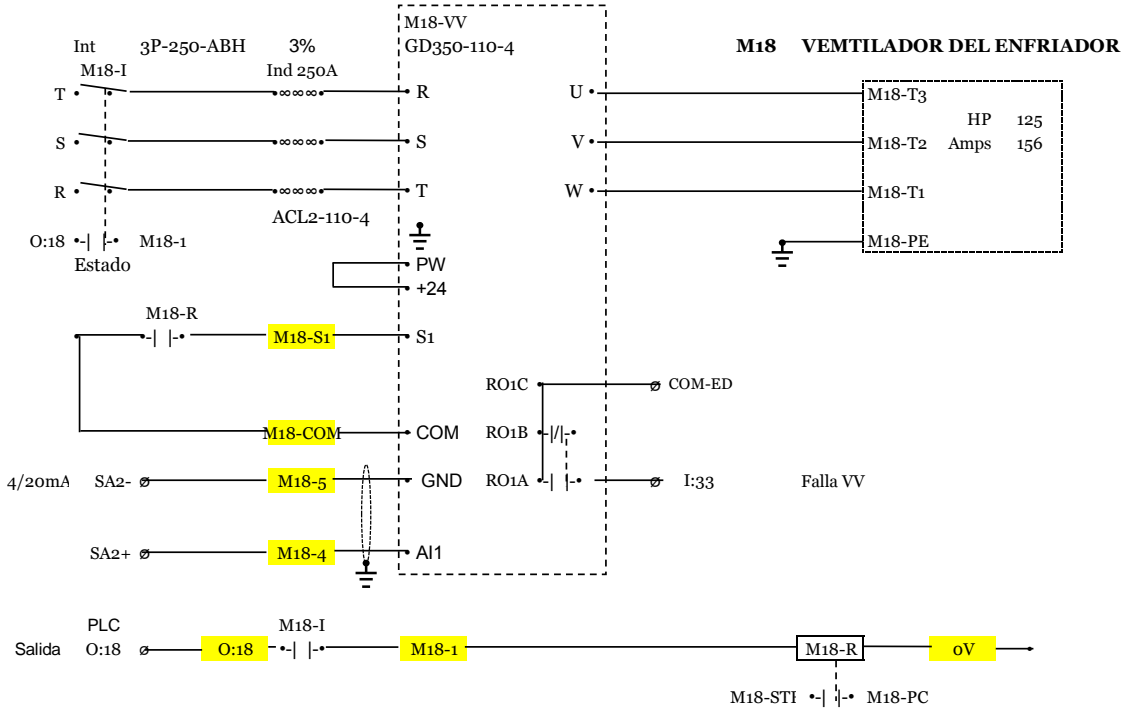 M18-VV
Int 3P-250-ABH 3% GD350-110-4 M18 VEMTILADOR DEL ENFRIADOR
M18-I Ind 250A
T R U M18-T3
HP 125
S S V M18-T2 Amps 156
R T W M18-T1
ACL2-110-4
O:18 M18-1 M18-PE
Estado
PW
+24
M18-R
M18-S1 S1
RO1C COM-ED
M18-COM COM RO1B
4/20mA SA2- M18-5 GND RO1A I:33 Falla VV
SA2+ M18-4 AI1
PLC M18-I
Salida O:18 O:18 M18-1 M18-R 0V
M18-STI M18-PC